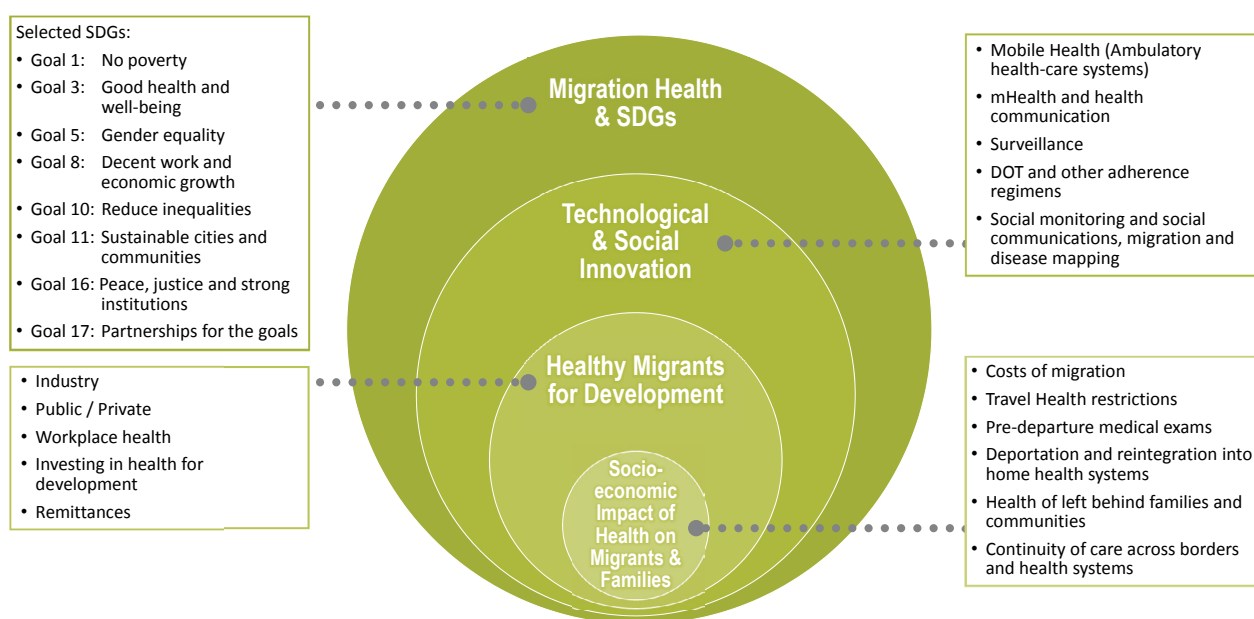 Selected SDGs:
• Goal 1: No poverty
• Goal 3: Good health and
well-being
• Goal 5: Gender equality
• Goal 8: Decent work and
economic growth
• Goal 10: Reduce inequalities
• Goal 11: Sustainable cities and
communities
• Goal 16: Peace, justice and strong
institutions
• Goal 17: Partnerships for the goals
• Industry
• Public / Private
• Workplace health
• Investing in health for
development
• Remittances
Migration Health
& SDGs
Technological
& Social
Innovation
Healthy Migrants
for Development
Socio-
economic
Impact of
Health on
Migrants &
Families
• Mobile Health (Ambulatory
health-care systems)
• mHealth and health
communication
• Surveillance
• DOT and other adherence
regimens
• Social monitoring and social
communications, migration and
disease mapping
• Costs of migration
• Travel Health restrictions
• Pre-departure medical exams
• Deportation and reintegration into
home health systems
• Health of left behind families and
communities
• Continuity of care across borders
and health systems